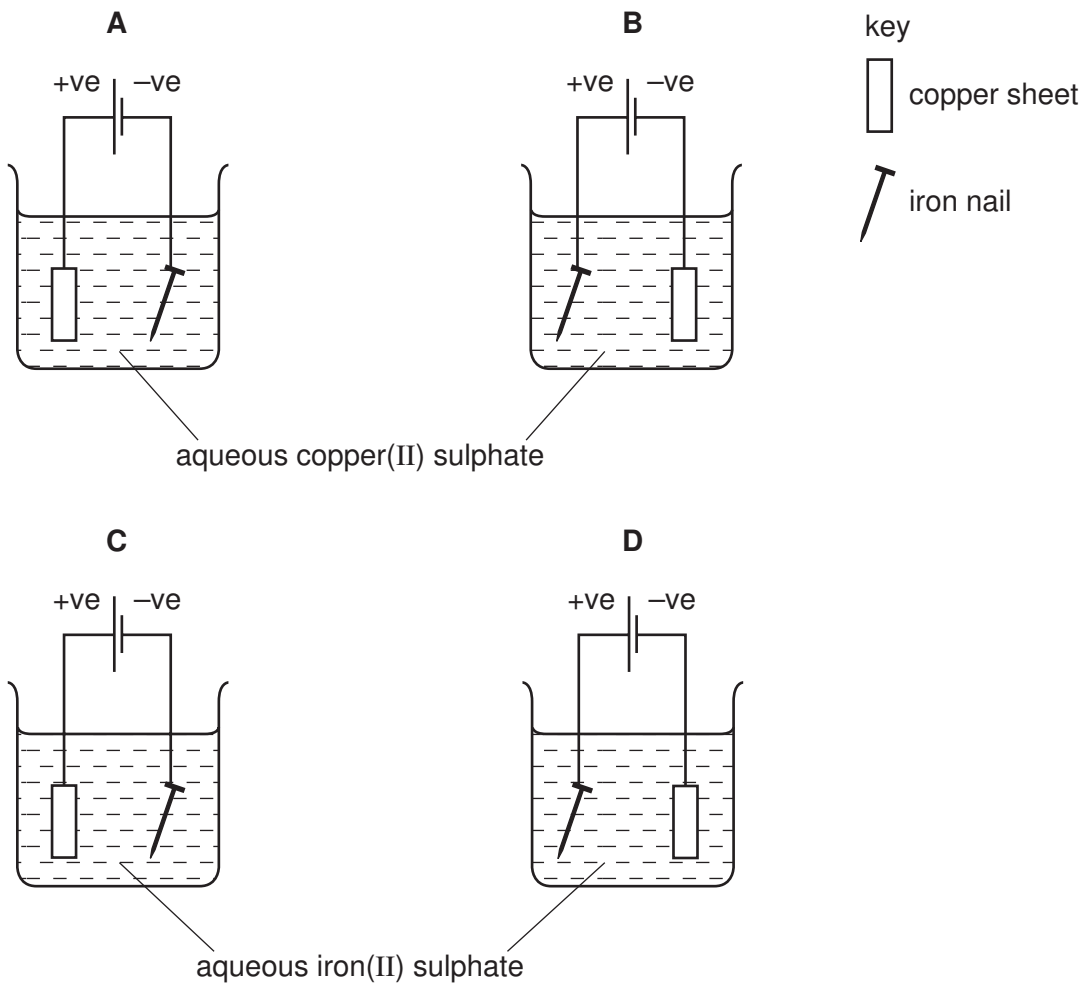 A
B
key
+ve –ve
+ve –ve
copper sheet
iron nail
aqueous copper(II) sulphate
C
D
+ve –ve
+ve –ve
aqueous iron(II) sulphate